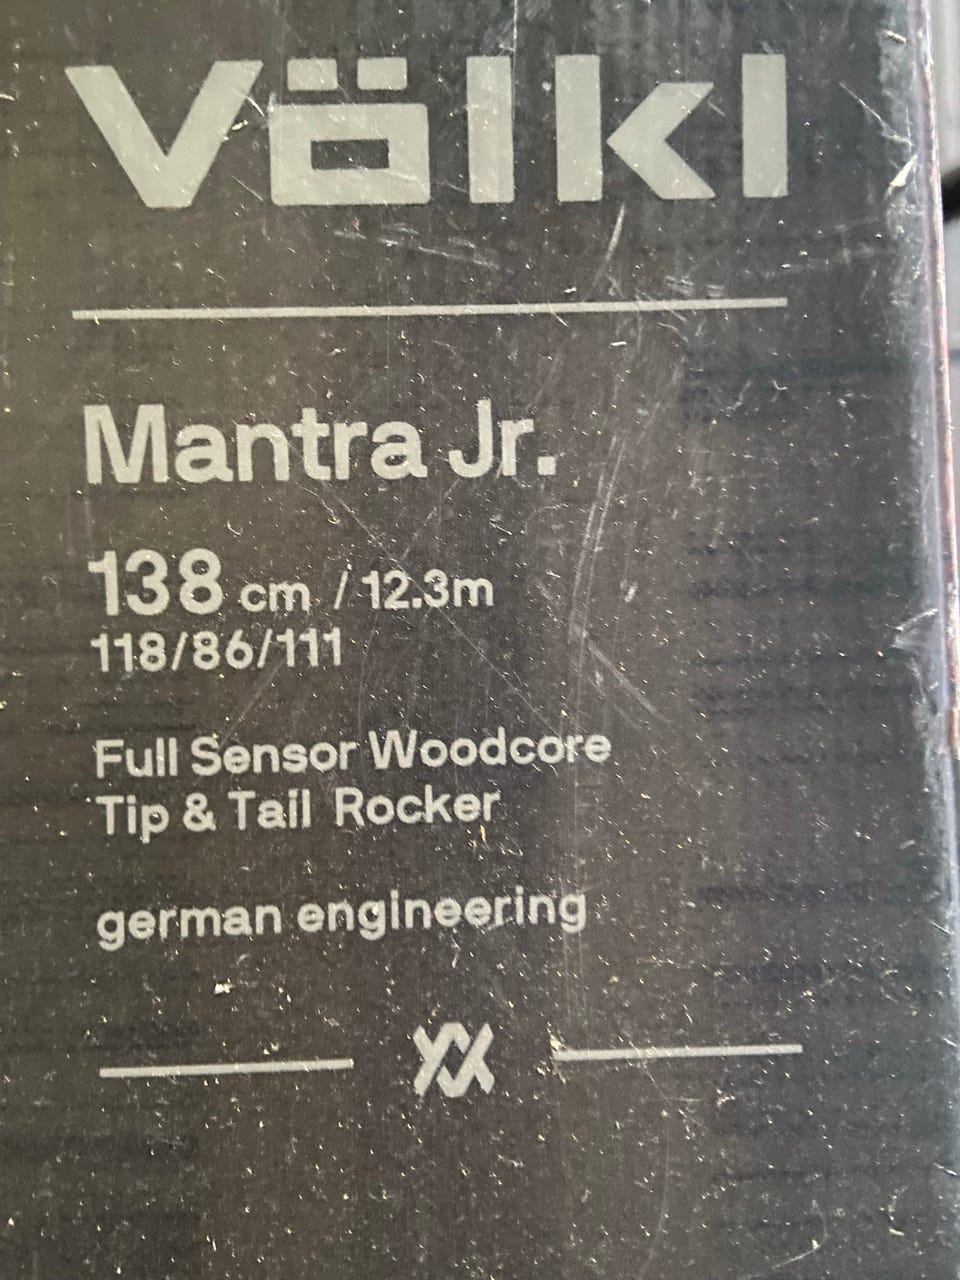 Völkl
Mantra Jr.
138 cm / 12.3m
118/86/111
Full Sensor Woodcore
Tip & Tail Rocker
german engineering